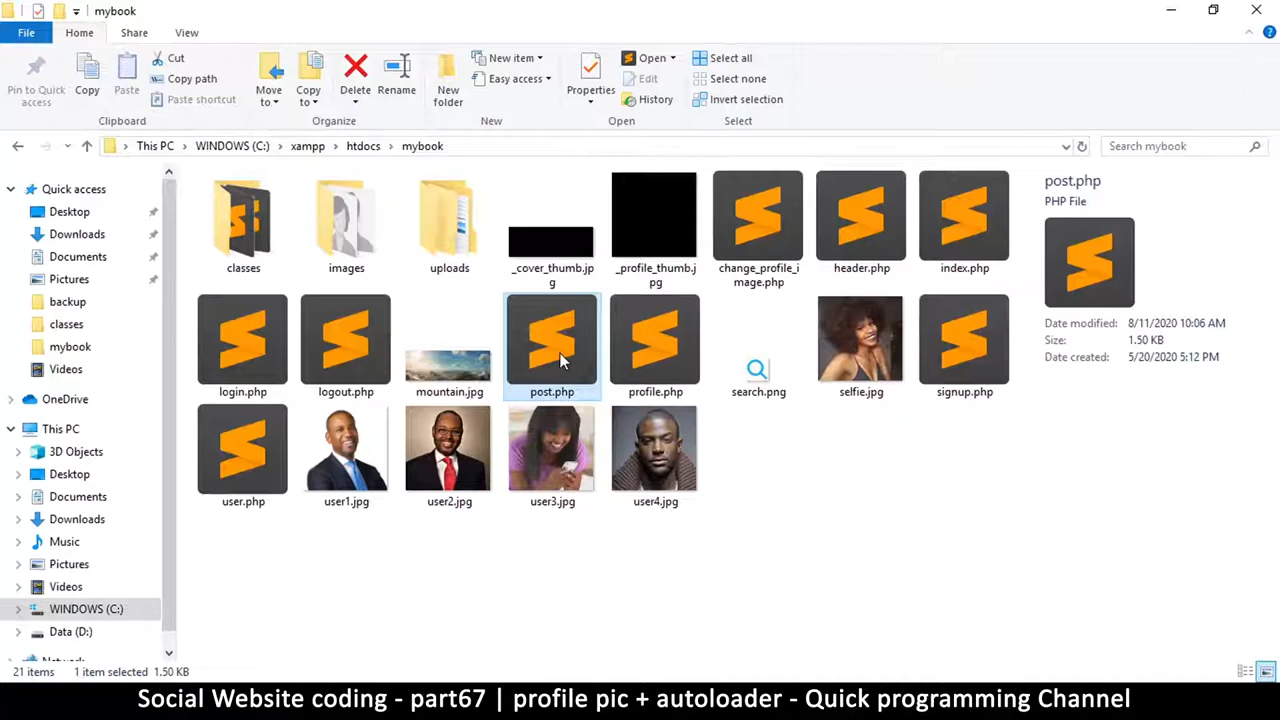 mybook
File Home Share View
Pin to Quick access
Copy
Paste
Cut
Copy path
Paste shortcut
Clipboard
Move to
Copy to
Delete
Rename
Organize
New folder
New item
Easy access
New
Properties
Open
Edit
History
Open
Select all
Select none
Invert selection
Select
This PC > WINDOWS (C:) > xampp > htdocs > mybook
Search mybook
Quick access
Desktop
Downloads
Documents
Pictures
backup
classes
mybook
Videos
OneDrive
This PC
3D Objects
Desktop
Documents
Downloads
Music
Pictures
Videos
WINDOWS (C:)
Data (D:)
classes
images
uploads
_cover_thumb.jpg
_profile_thumb.jpg
change_profile_image.php
header.php
index.php
login.php
logout.php
mountain.jpg
post.php
profile.php
search.png
selfie.jpg
signup.php
user.php
user1.jpg
user2.jpg
user3.jpg
user4.jpg
post.php
PHP File
Date modified: 8/11/2020 10:06 AM
Size: 1.50 KB
Date created: 5/20/2020 5:12 PM
21 items 1 item selected 1.50 KB
Social Website coding - part67 | profile pic + autoloader - Quick programming Channel